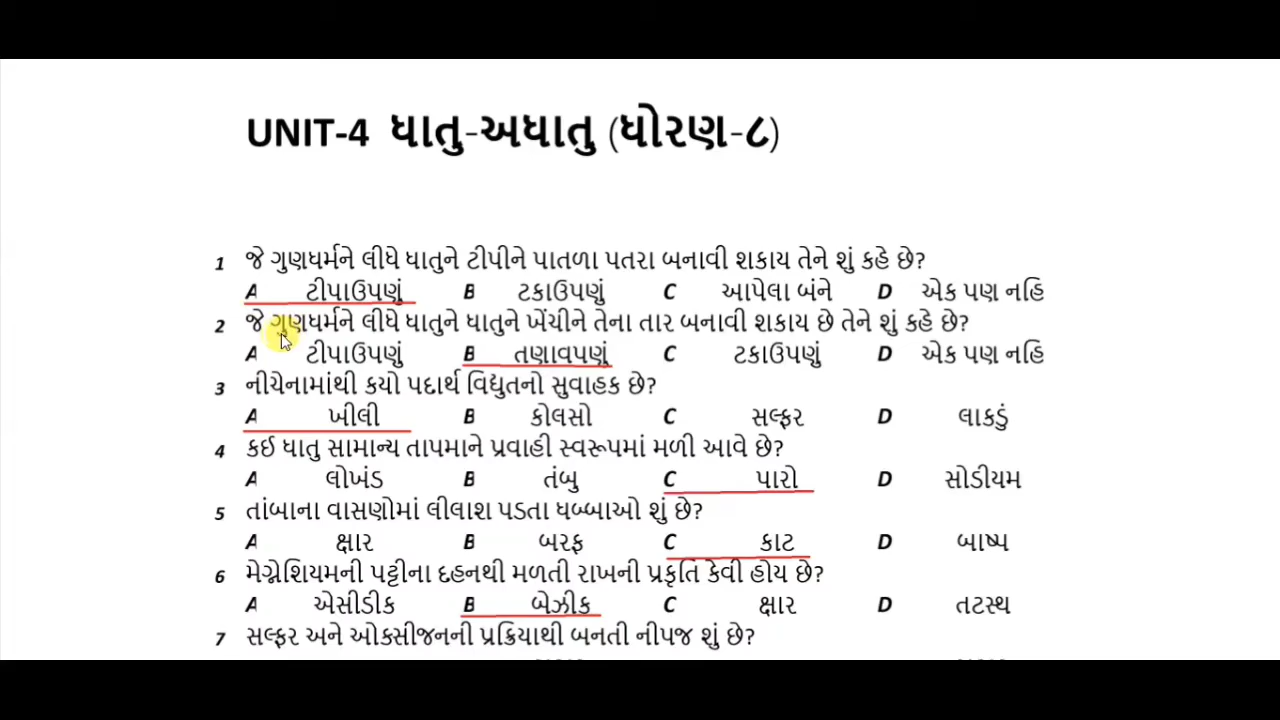 UNIT-4 ધાતુ-અધાતુ (ધોરણ-૮)
1 જે ગુણધર્મને લીધે ધાતુને ટીપીને પાતળા પતરા બનાવી શકાય તેને શું કહે છે?
A ટીપાઉપણું B ટકાઉપણું C આપેલા બંને D એક પણ નહિ
2 જે ગુણધર્મને લીધે ધાતુને ધાતુને ખેંચીને તેના તાર બનાવી શકાય છે તેને શું કહે છે?
A ટીપાઉપણું B તણાવપણું C ટકાઉપણું D એક પણ નહિ
3 નીચેનામાંથી કયો પદાર્થ વિદ્યુતનો સુવાહક છે?
A ખીલી B કોલસો C સલ્ફર D લાકડું
4 કઈ ધાતુ સામાન્ય તાપમાને પ્રવાહી સ્વરૂપમાં મળી આવે છે?
A લોખંડ B તંબુ C પારો D સોડીયમ
5 તાંબાના વાસણોમાં લીલાશ પડતા ધબ્બાઓ શું છે?
A ક્ષાર B બરફ C કાટ D બાષ્પ
6 મેગ્નેશિયમની પટ્ટીના દહનથી મળતી રાખની પ્રકૃતિ કેવી હોય છે?
A એસીડીક B બેઝીક C ક્ષાર D તટસ્થ
7 સલ્ફર અને ઓક્સીજનની પ્રક્રિયાથી બનતી નીપજ શું છે?